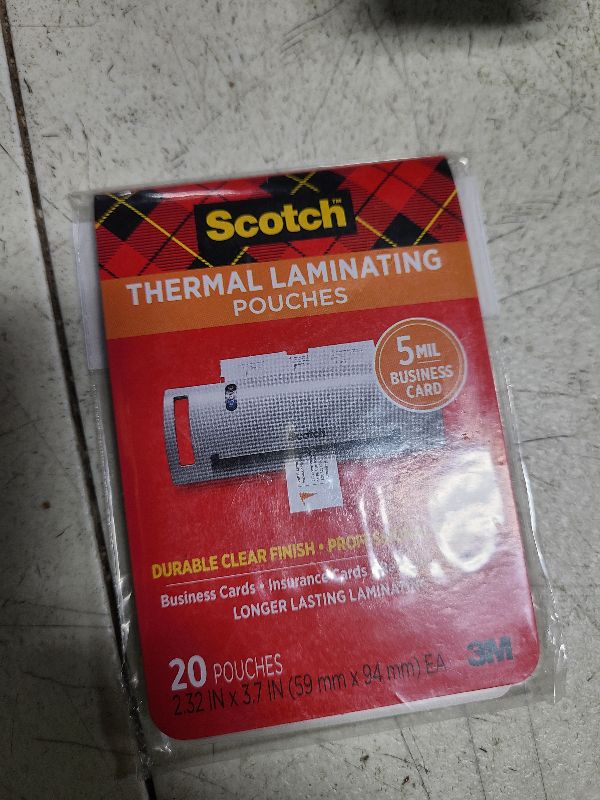 Scotch™
THERMAL LAMINATING
POUCHES
5 MIL
BUSINESS
CARD
Scotch
DURABLE CLEAR FINISH •
Business Cards • Insurance Cards
LONGER LASTING
20 POUCHES
2.32 IN x 3.7 IN (59 mm x 94 mm) EA
3M